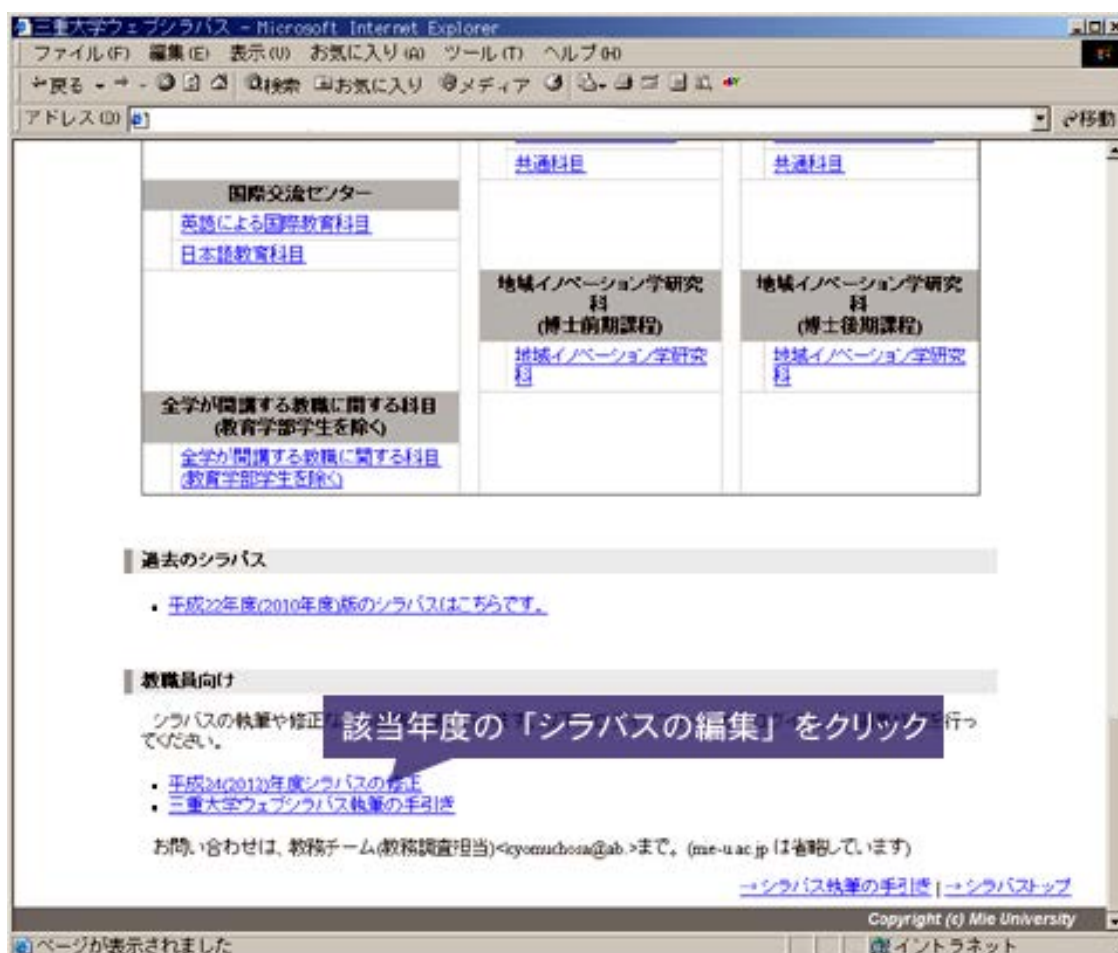 三重大学ウェブシラバス - Microsoft Internet Explorer
ファイル(F) 編集(E) 表示(V) お気に入り(A) ツール(T) ヘルプ(H)
戻る 検索 お気に入り メディア
アドレス(D) 移動
共通科目 共通科目
国際交流センター
英語による国際教育科目
日本語教育科目
地域イノベーション学研究 地域イノベーション学研究
科 科
(博士前期課程) (博士後期課程)
地域イノベーション学研究 地域イノベーション学研究
科 科
全学が開講する教職に関する科目
(教育学部学生を除く)
全学が開講する教職に関する科目
(教育学部学生を除く)
過去のシラバス
平成22年度(2010年度)版のシラバスはこちらです。
教職員向け
シラバスの執筆や修正 を行っ
該当年度の「シラバスの編集」をクリック
てください。
平成24(2012)年度シラバスの修正
三重大学ウェブシラバス執筆の手引き
お問い合わせは、教務チーム(教務調査担当)<kyomuchosa@ab.>まで。(mie-u.ac.jp は省略しています)
→シラバス執筆の手引き | →シラバストップ
Copyright (c) Mie University
ページが表示されました イントラネット